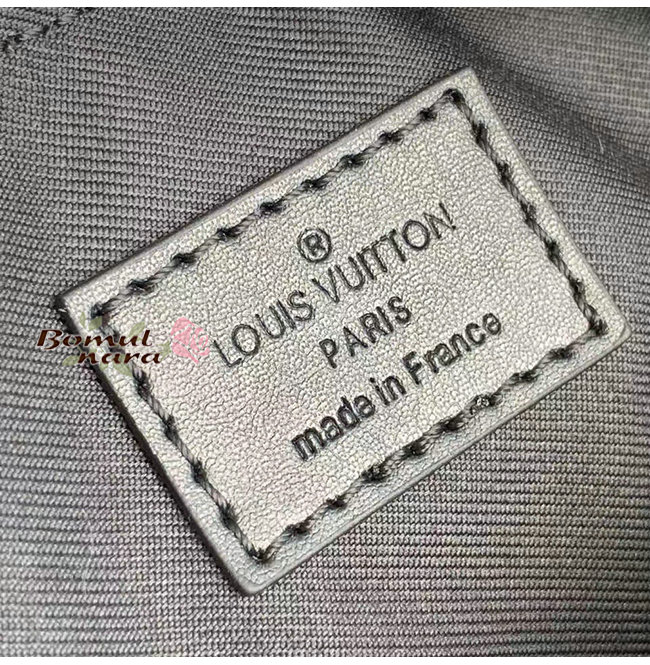 ®
LOUIS VUITTON
PARIS
made in France
Bomul
nara